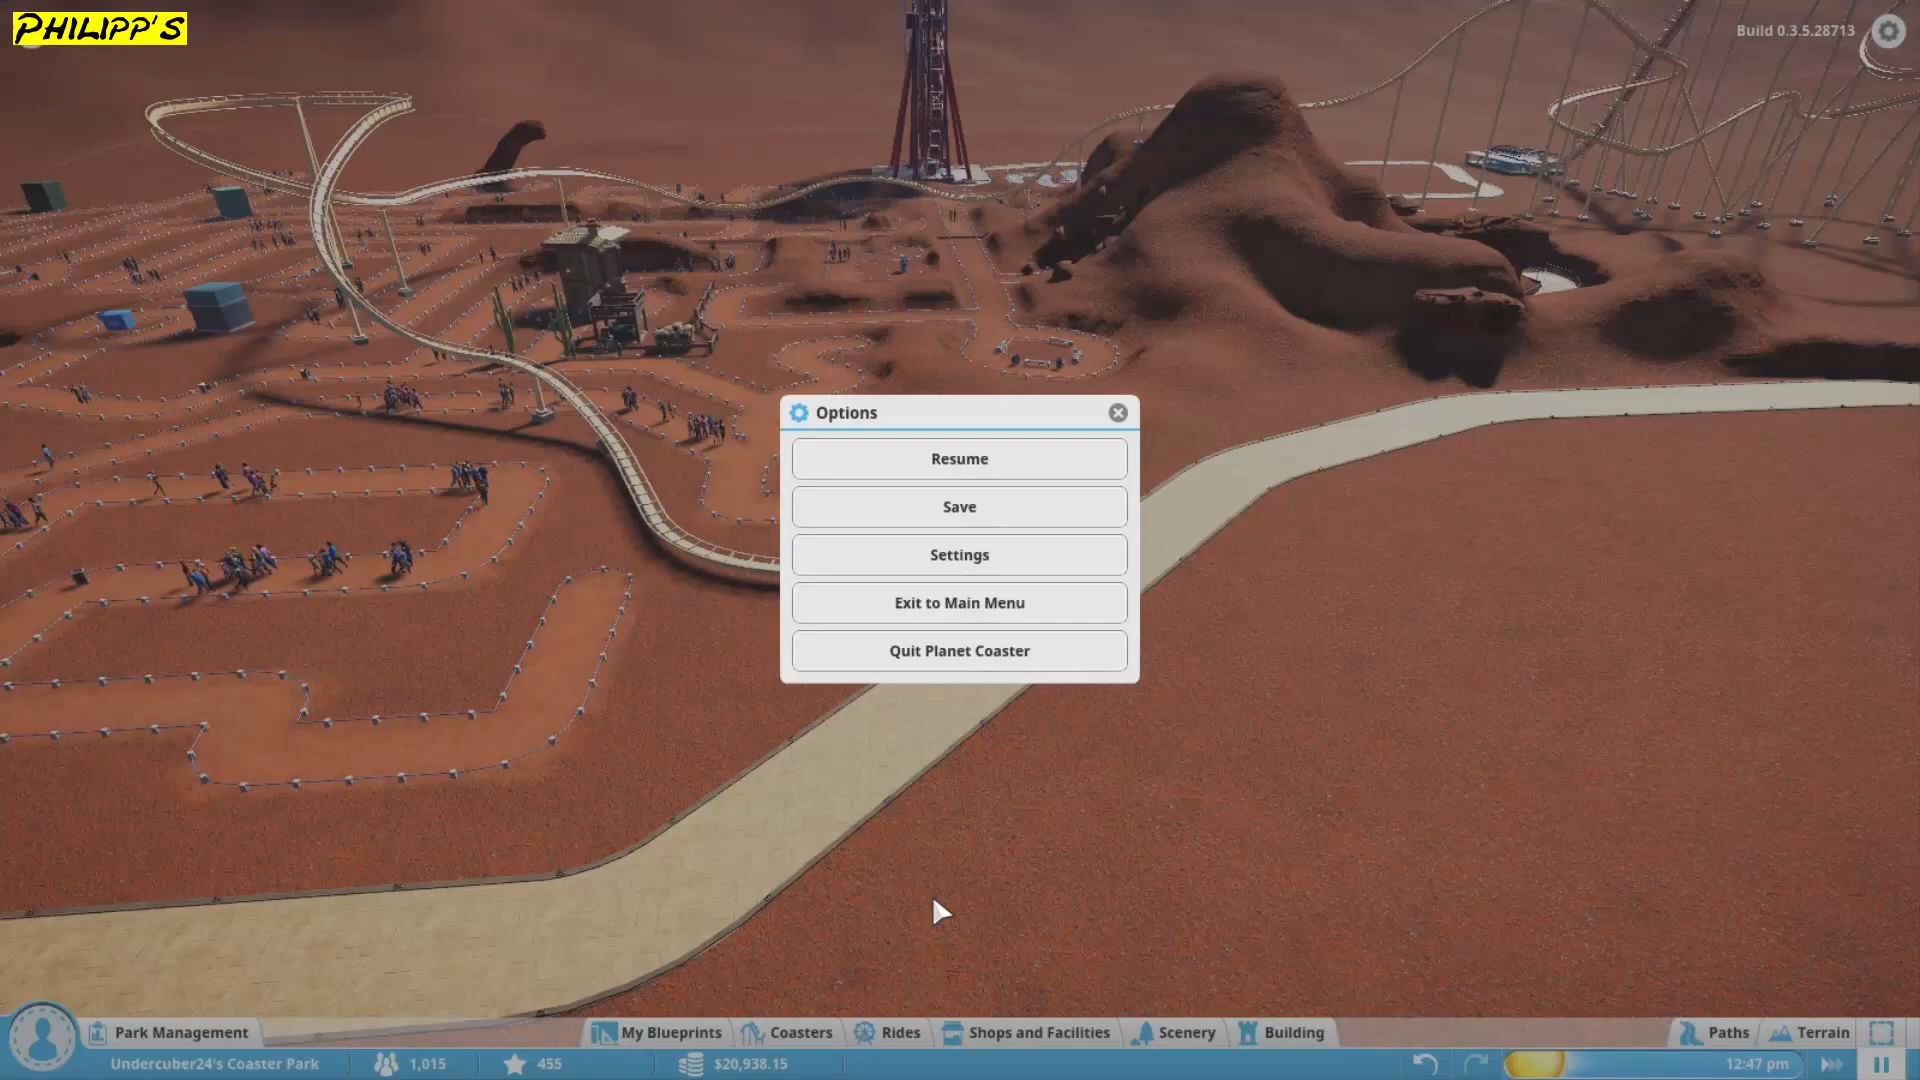 PHILIPP'S
Build 0.3.5.28713
Options
Resume
Save
Settings
Exit to Main Menu
Quit Planet Coaster
Park Management
My Blueprints
Coasters
Rides
Shops and Facilities
Scenery
Building
Paths
Terrain
Undercuber24's Coaster Park
1,015
455
$20,938.15
12:47 pm